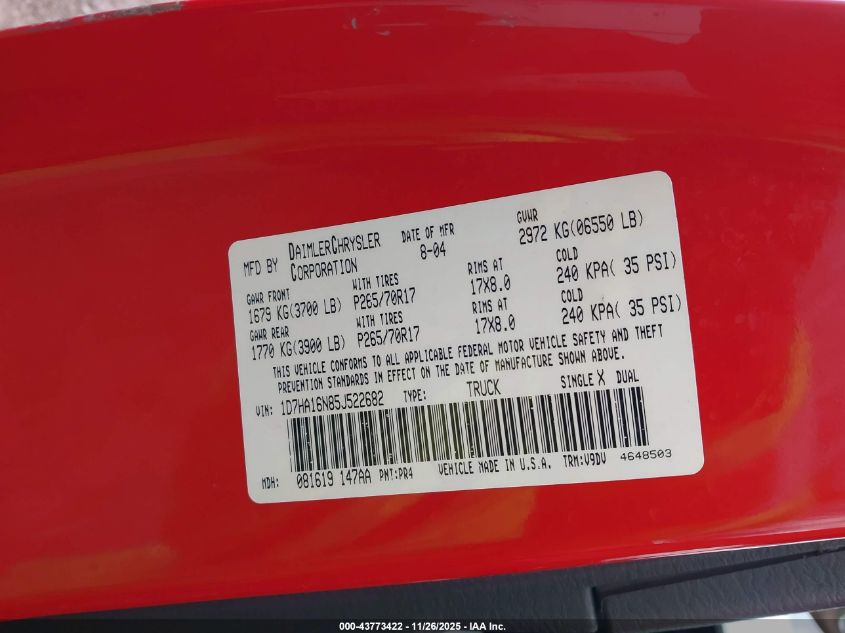 MFD BY DAIMLERCHRYSLER CORPORATION DATE OF MFR 8-04 GVWR 2972 KG(06550 LB)
GAWR FRONT WITH TIRES RIMS AT COLD
1679 KG(3700 LB) P265/70R17 17X8.0 240 KPA( 35 PSI)
GAWR REAR WITH TIRES RIMS AT COLD
1770 KG(3900 LB) P265/70R17 17X8.0 240 KPA( 35 PSI)
THIS VEHICLE CONFORMS TO ALL APPLICABLE FEDERAL MOTOR VEHICLE SAFETY AND THEFT
PREVENTION STANDARDS IN EFFECT ON THE DATE OF MANUFACTURE SHOWN ABOVE.
VIN: 1D7HA16N85J522682 TYPE: TRUCK SINGLE X DUAL
MDH: 081619 147AA PNT:PR4 VEHICLE MADE IN U.S.A. TRM:V9DV 4648503
000-43773422 - 11/26/2025 - IAA Inc.